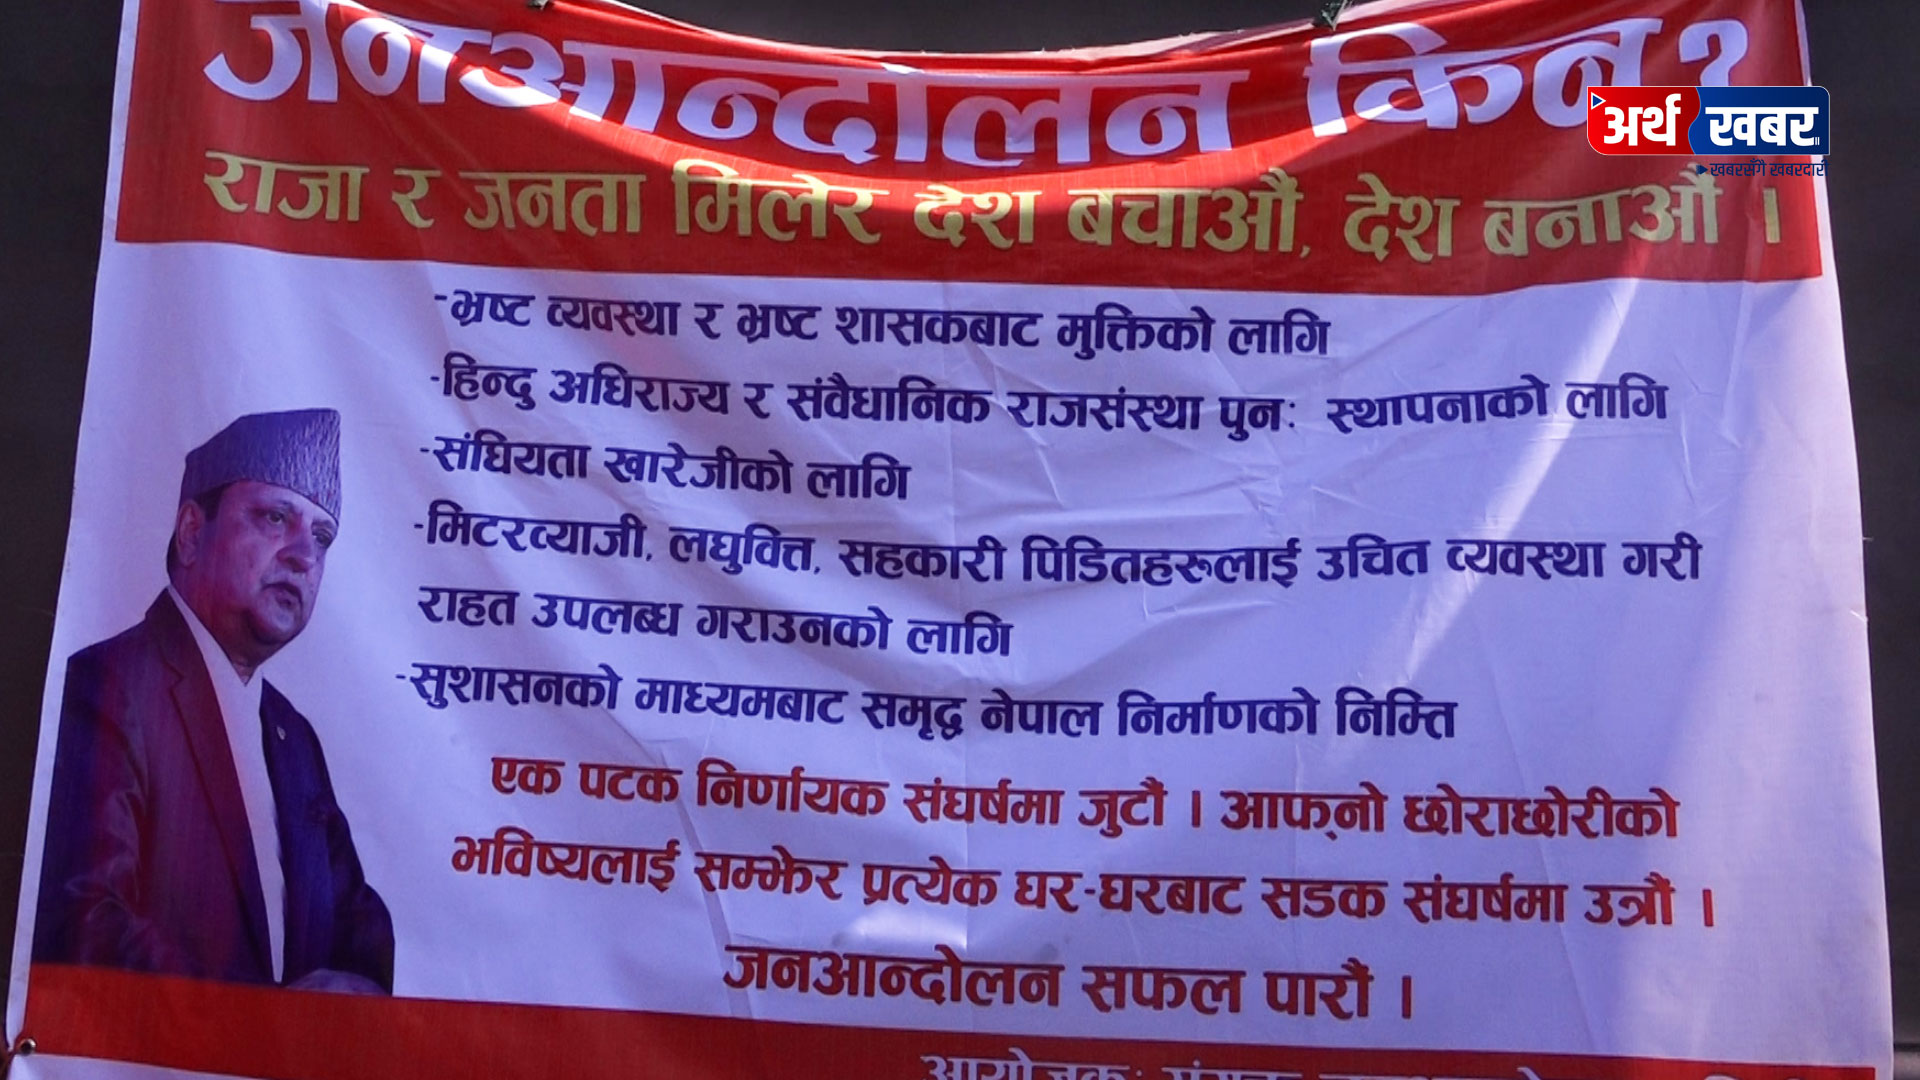 जनआन्दोलन किन ?
अर्थ खबर
खबरसँगै खबरदारी
राजा र जनता मिलेर देश बचाऔं, देश बनाऔं ।
-भ्रष्ट व्यवस्था र भ्रष्ट शासकबाट मुक्तिको लागि
-हिन्दु अधिराज्य र संवैधानिक राजसंस्था पुनः स्थापनाको लागि
-संघियता खारेजीको लागि
-मिटरव्याजी, लघुवित्त, सहकारी पिडितहरुलाई उचित व्यवस्था गरी
राहत उपलब्ध गराउनको लागि
-सुशासनको माध्यमबाट समृद्ध नेपाल निर्माणको निम्ति
एक पटक निर्णायक संघर्षमा जुटौं । आफ्नो छोराछोरीको
भविष्यलाई सम्झेर प्रत्येक घर-घरबाट सडक संघर्षमा उत्रौं ।
जनआन्दोलन सफल पारौं ।
आयोजकः